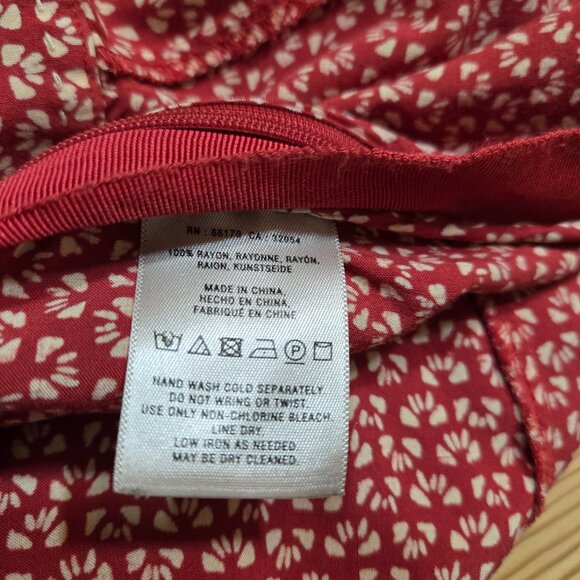 RN : 66170 CA : 32054
100% RAYON, RAYONNE, RAYÓN,
RAION, KUNSTSEIDE
MADE IN CHINA.
HECHO EN CHINA.
FABRIQUÉ EN CHINE
P
HAND WASH COLD SEPARATELY
DO NOT WRING OR TWIST.
USE ONLY NON-CHLORINE BLEACH.
LINE DRY
LOW IRON AS NEEDED
MAY BE DRY CLEANED.